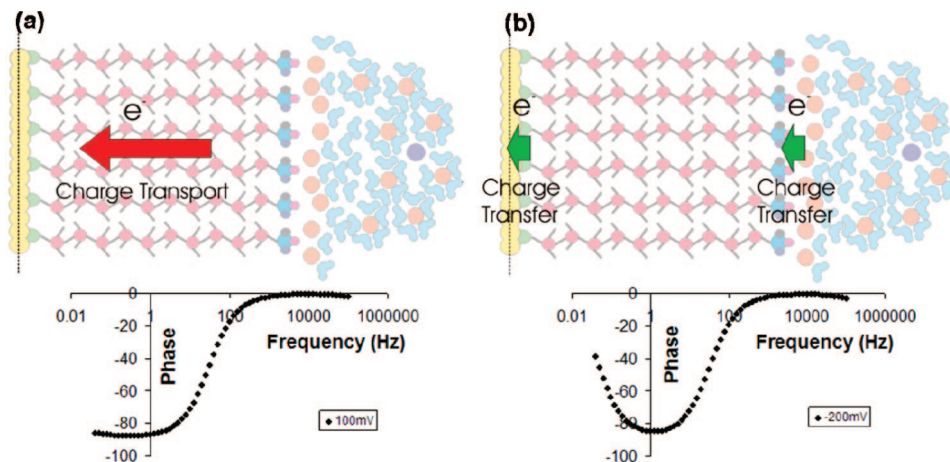 (a)
e-
Charge Transport
0
0.01
1
100
10000
1000000
-20
-40
-60
-80
-100
Phase
Frequency (Hz)
100mV
(b)
e-
e-
Charge
Transfer
Charge
Transfer
0
0.01
1
100
10000
1000000
-20
-40
-60
-80
-100
Phase
Frequency (Hz)
-200mV